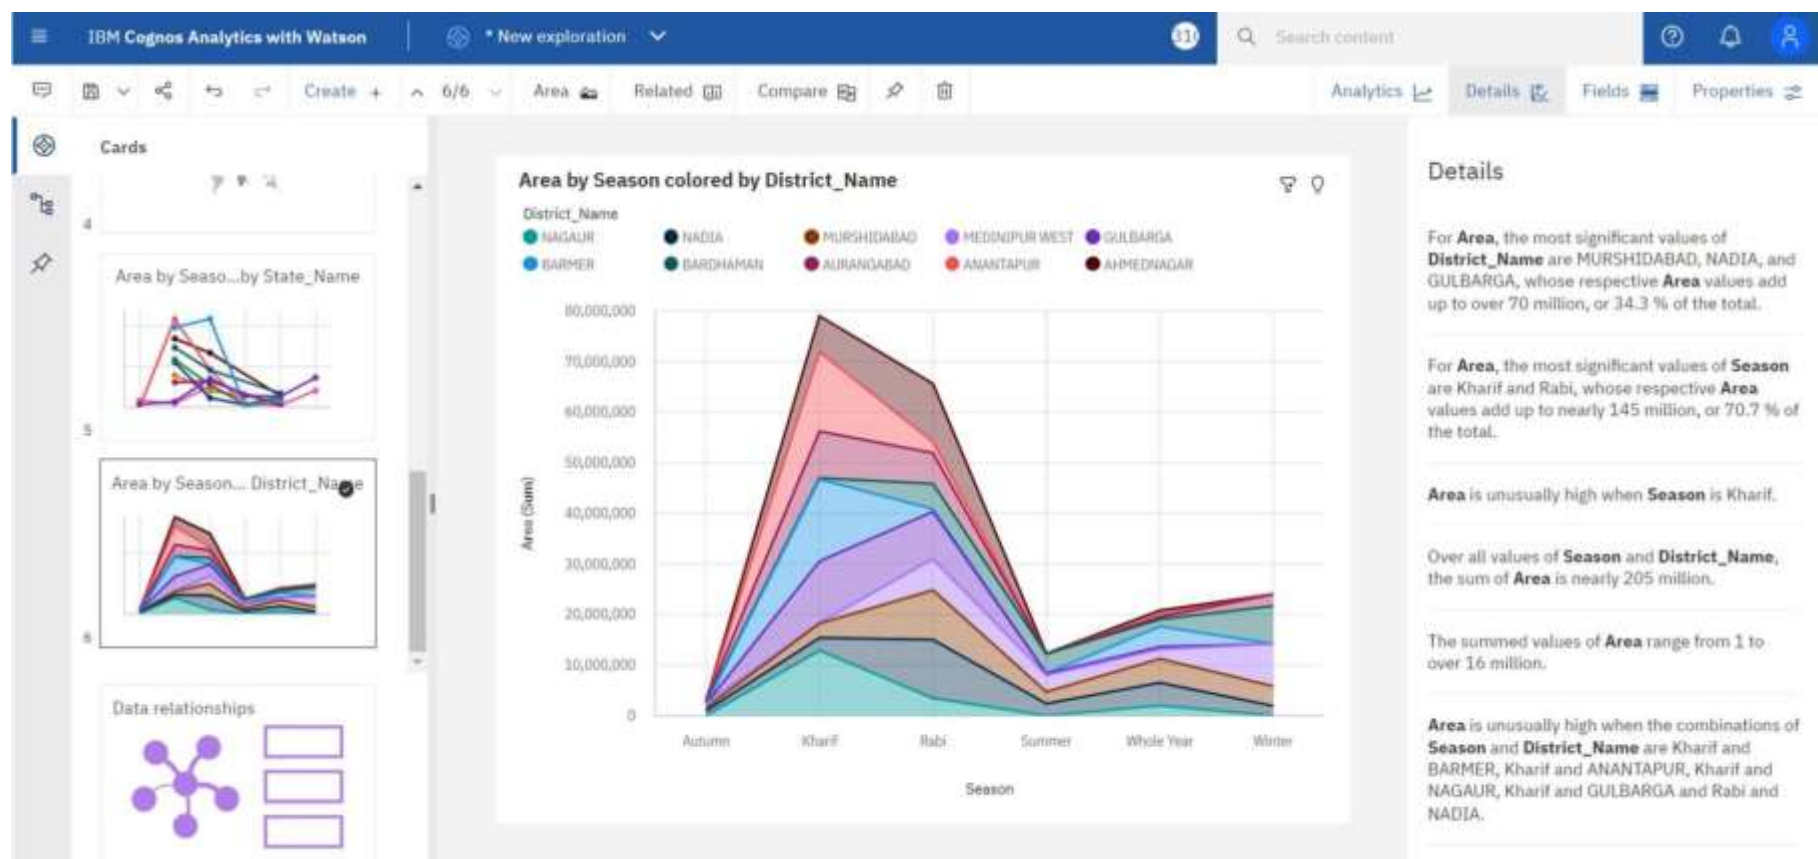 IBM Cognos Analytics with Watson
* New exploration
Search content
Create +
6/6
Area
Related
Compare
Analytics
Details
Fields
Properties
Cards
4
Area by Seaso...by State_Name
5
Area by Season... District_Name
6
Data relationships
Area by Season colored by District_Name
District_Name
NAGAUR NADIA MURSHIDABAD MEDINIPUR WEST GULBARGA
BARMER BARDHAMAN AURANGABAD ANANTAPUR AHMEDNAGAR
80,000,000
70,000,000
60,000,000
50,000,000
40,000,000
30,000,000
20,000,000
10,000,000
0
Area (Sum)
Autumn Kharif Rabi Summer Whole Year Winter
Season
Details
For Area, the most significant values of
District_Name are MURSHIDABAD, NADIA, and
GULBARGA, whose respective Area values add
up to over 70 million, or 34.3 % of the total.
For Area, the most significant values of Season
are Kharif and Rabi, whose respective Area
values add up to nearly 145 million, or 70.7 % of
the total.
Area is unusually high when Season is Kharif.
Over all values of Season and District_Name,
the sum of Area is nearly 205 million.
The summed values of Area range from 1 to
over 16 million.
Area is unusually high when the combinations of
Season and District_Name are Kharif and
BARMER, Kharif and ANANTAPUR, Kharif and
NAGAUR, Kharif and GULBARGA and Rabi and
NADIA.